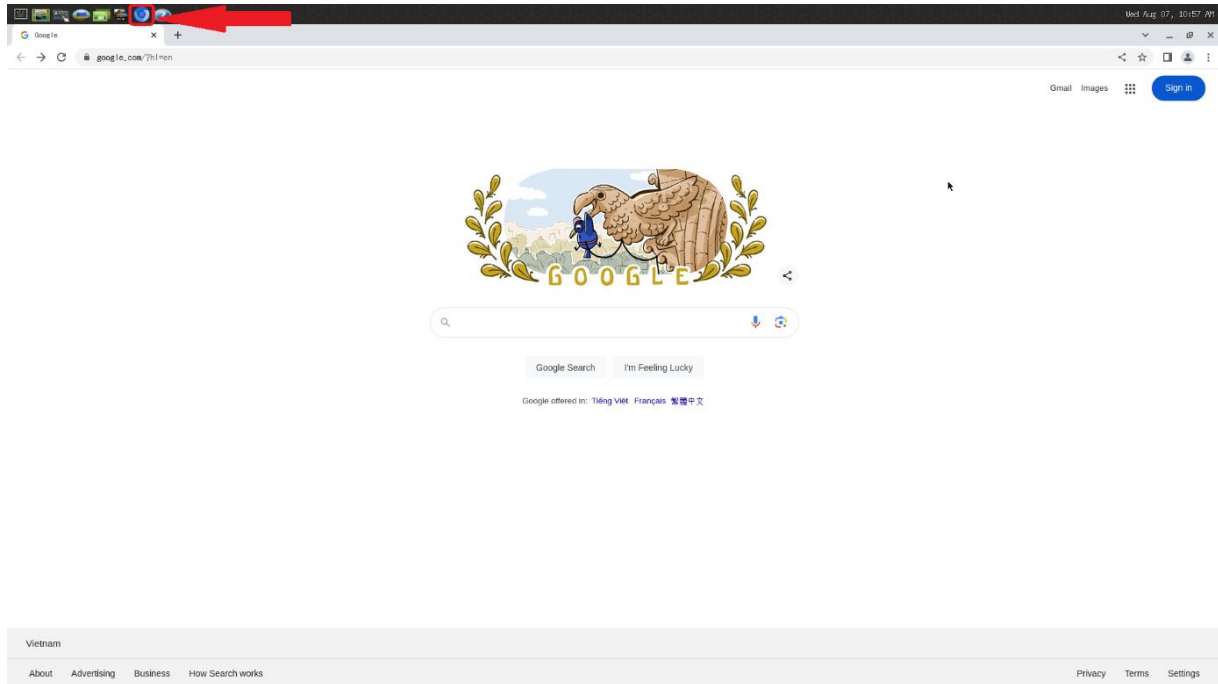 Wed Aug 07, 10:57 AM
Google
google.com/?hl=en
Gmail Images Sign in
GOOGLE
Google Search I'm Feeling Lucky
Google offered in: Tiếng Việt Français 繁體中文
Vietnam
About Advertising Business How Search works Privacy Terms Settings